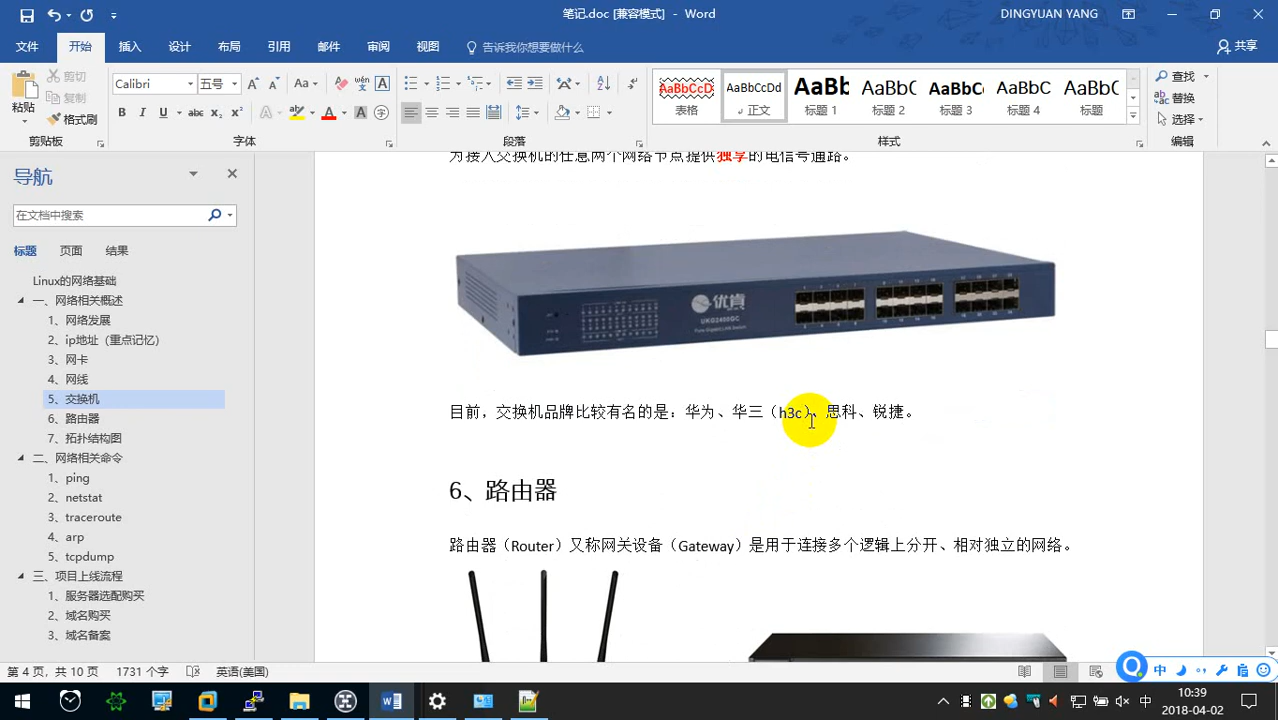 笔记.doc [兼容模式] - Word
DINGYUAN YANG
文件 开始 插入 设计 布局 引用 邮件 审阅 视图 告诉我你想要做什么 共享
粘贴 剪切 复制 格式刷 剪贴板
Calibri 五号 字体
段落
AaBbCcD AaBbCcDd AaBb AaBbC AaBbC AaBbC AaBbC
表格 正文 标题 1 标题 2 标题 3 标题 4 标题
样式
查找 替换 选择 编辑
导航
在文档中搜索
标题 页面 结果
Linux的网络基础
一、网络相关概述
1、网络发展
2、ip地址（重点记忆）
3、网卡
4、网线
5、交换机
6、路由器
7、拓扑结构图
二、网络相关命令
1、ping
2、netstat
3、traceroute
4、arp
5、tcpdump
三、项目上线流程
1、服务器选配购买
2、域名购买
3、域名备案
为接入交换机的任意两个网络节点提供独享的电信号通路。
优肯
目前，交换机品牌比较有名的是：华为、华三（h3c）、思科、锐捷。
6、路由器
路由器（Router）又称网关设备（Gateway）是用于连接多个逻辑上分开、相对独立的网络。
第 4 页，共 10 页 1731 个字 英语(美国)
中
中
10:39
2018-04-02